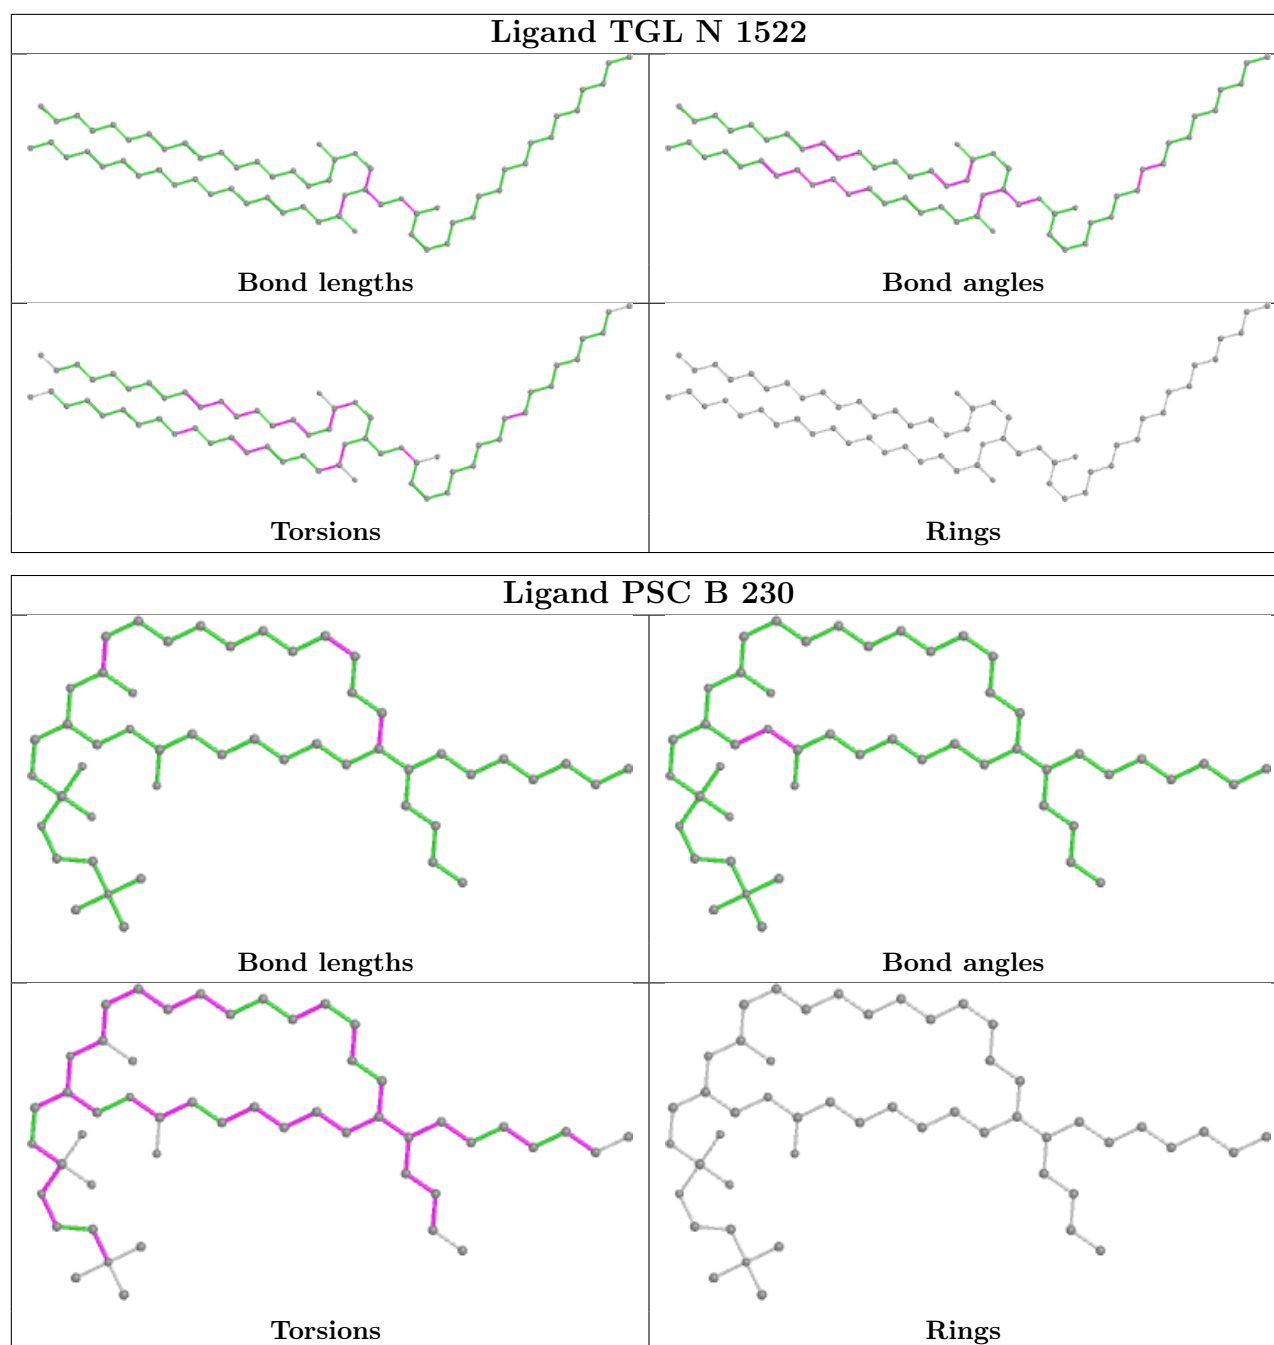 Ligand TGL N 1522
Bond lengths
Bond angles
Torsions
Rings
Ligand PSC B 230
Bond lengths
Bond angles
Torsions
Rings